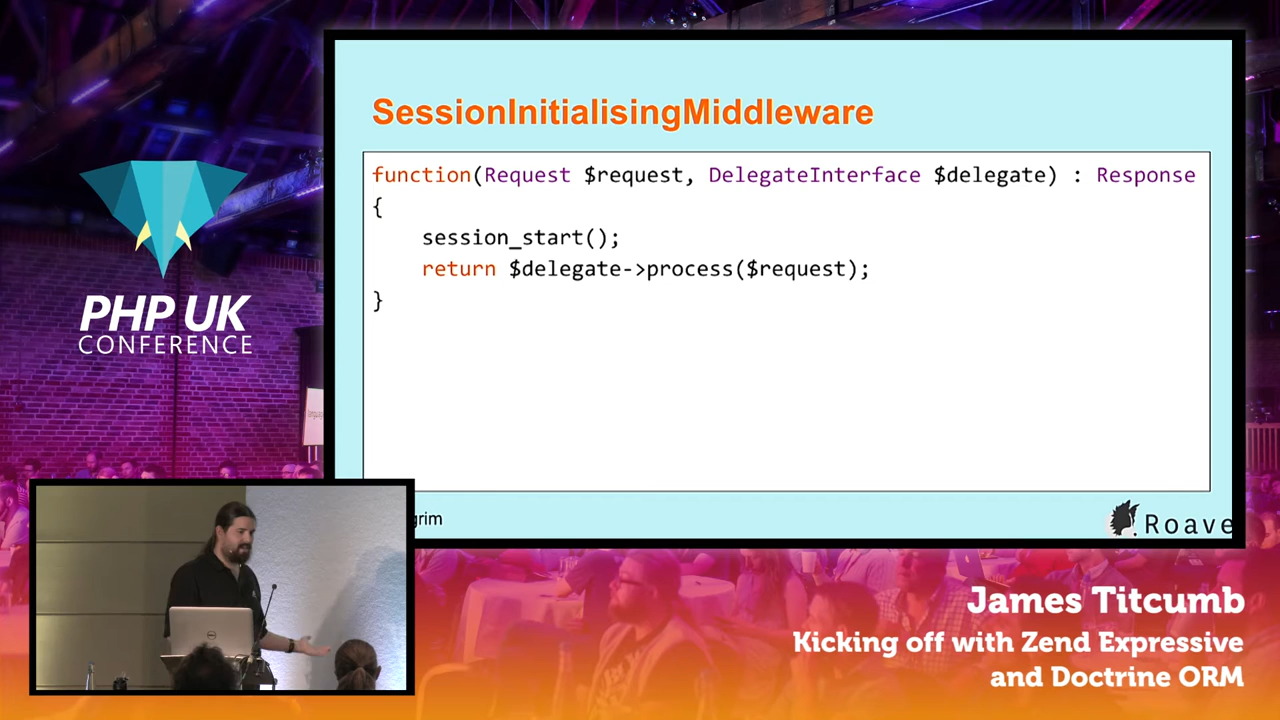 SessionInitialisingMiddleware
function(Request $request, DelegateInterface $delegate) : Response
{
session_start();
return $delegate->process($request);
}
PHP UK
CONFERENCE
grim
Roave
James Titcumb
Kicking off with Zend Expressive
and Doctrine ORM